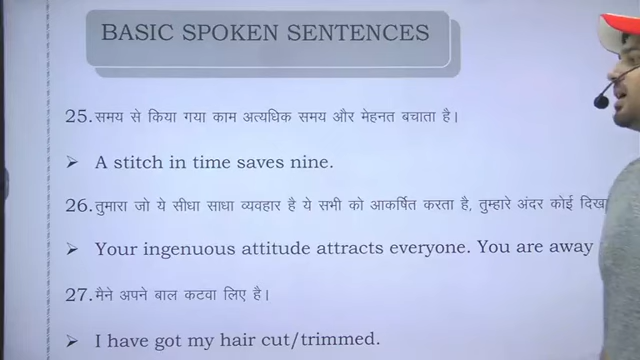 BASIC SPOKEN SENTENCES
25.समय से किया गया काम अत्यधिक समय और मेहनत बचाता है।
➢ A stitch in time saves nine.
26.तुमारा जो ये सीधा साधा व्यवहार है ये सभी को आकर्षित करता है, तुम्हारे अंदर कोई दिखा
➢ Your ingenuous attitude attracts everyone. You are away
27.मैने अपने बाल कटवा लिए है।
➢ I have got my hair cut/trimmed.